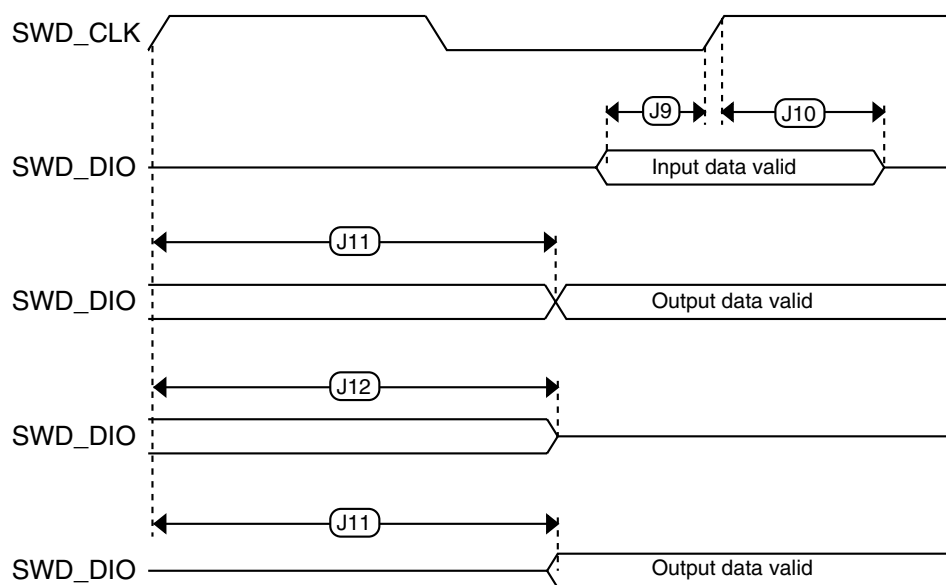 SWD_CLK
J9
J10
SWD_DIO
Input data valid
J11
SWD_DIO
Output data valid
J12
SWD_DIO
J11
SWD_DIO
Output data valid